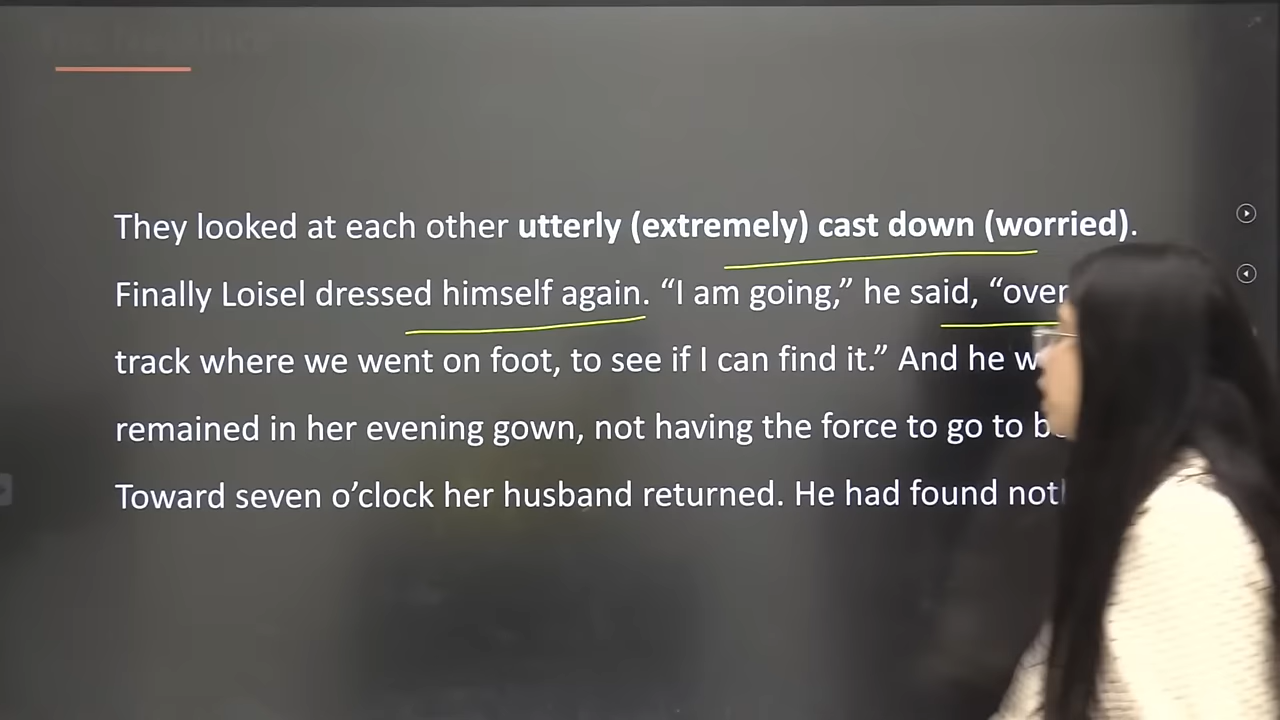 They looked at each other utterly (extremely) cast down (worried).
Finally Loisel dressed himself again. “I am going,” he said, “over
track where we went on foot, to see if I can find it.” And he
remained in her evening gown, not having the force to go to
Toward seven o’clock her husband returned. He had found